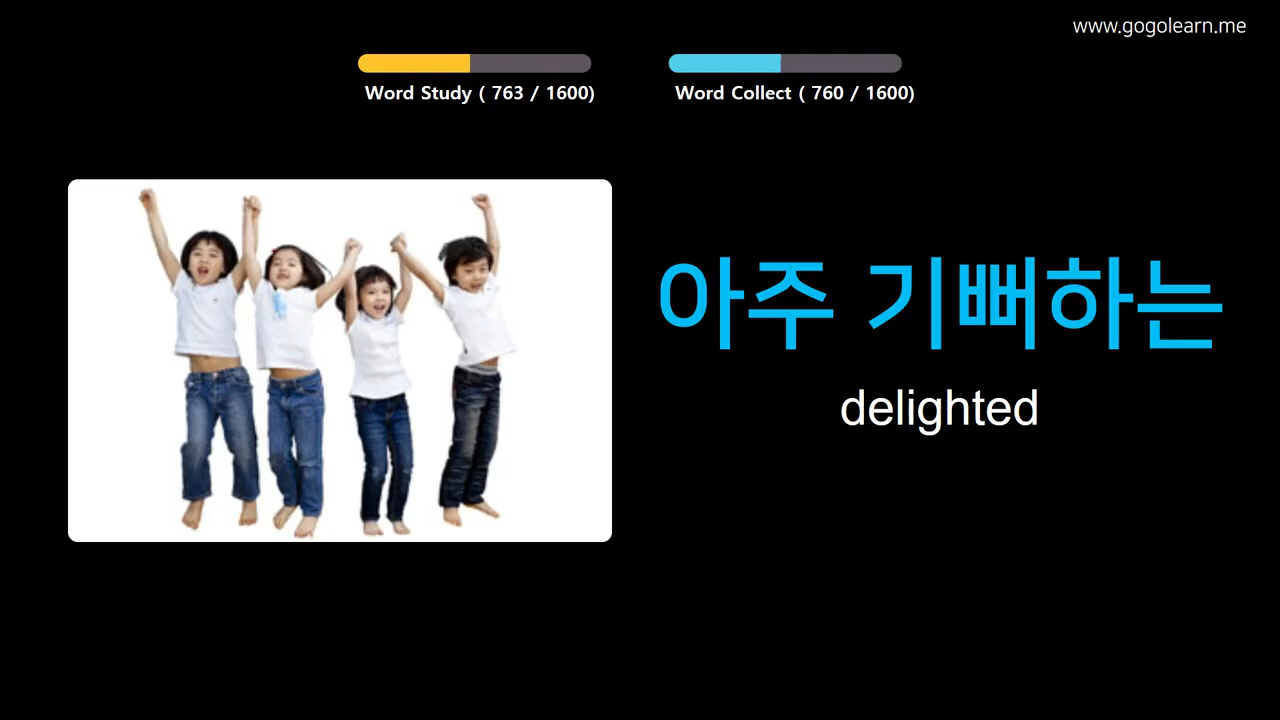 www.gogolearn.me
Word Study ( 763 / 1600)
Word Collect ( 760 / 1600)
아주 기뻐하는
delighted